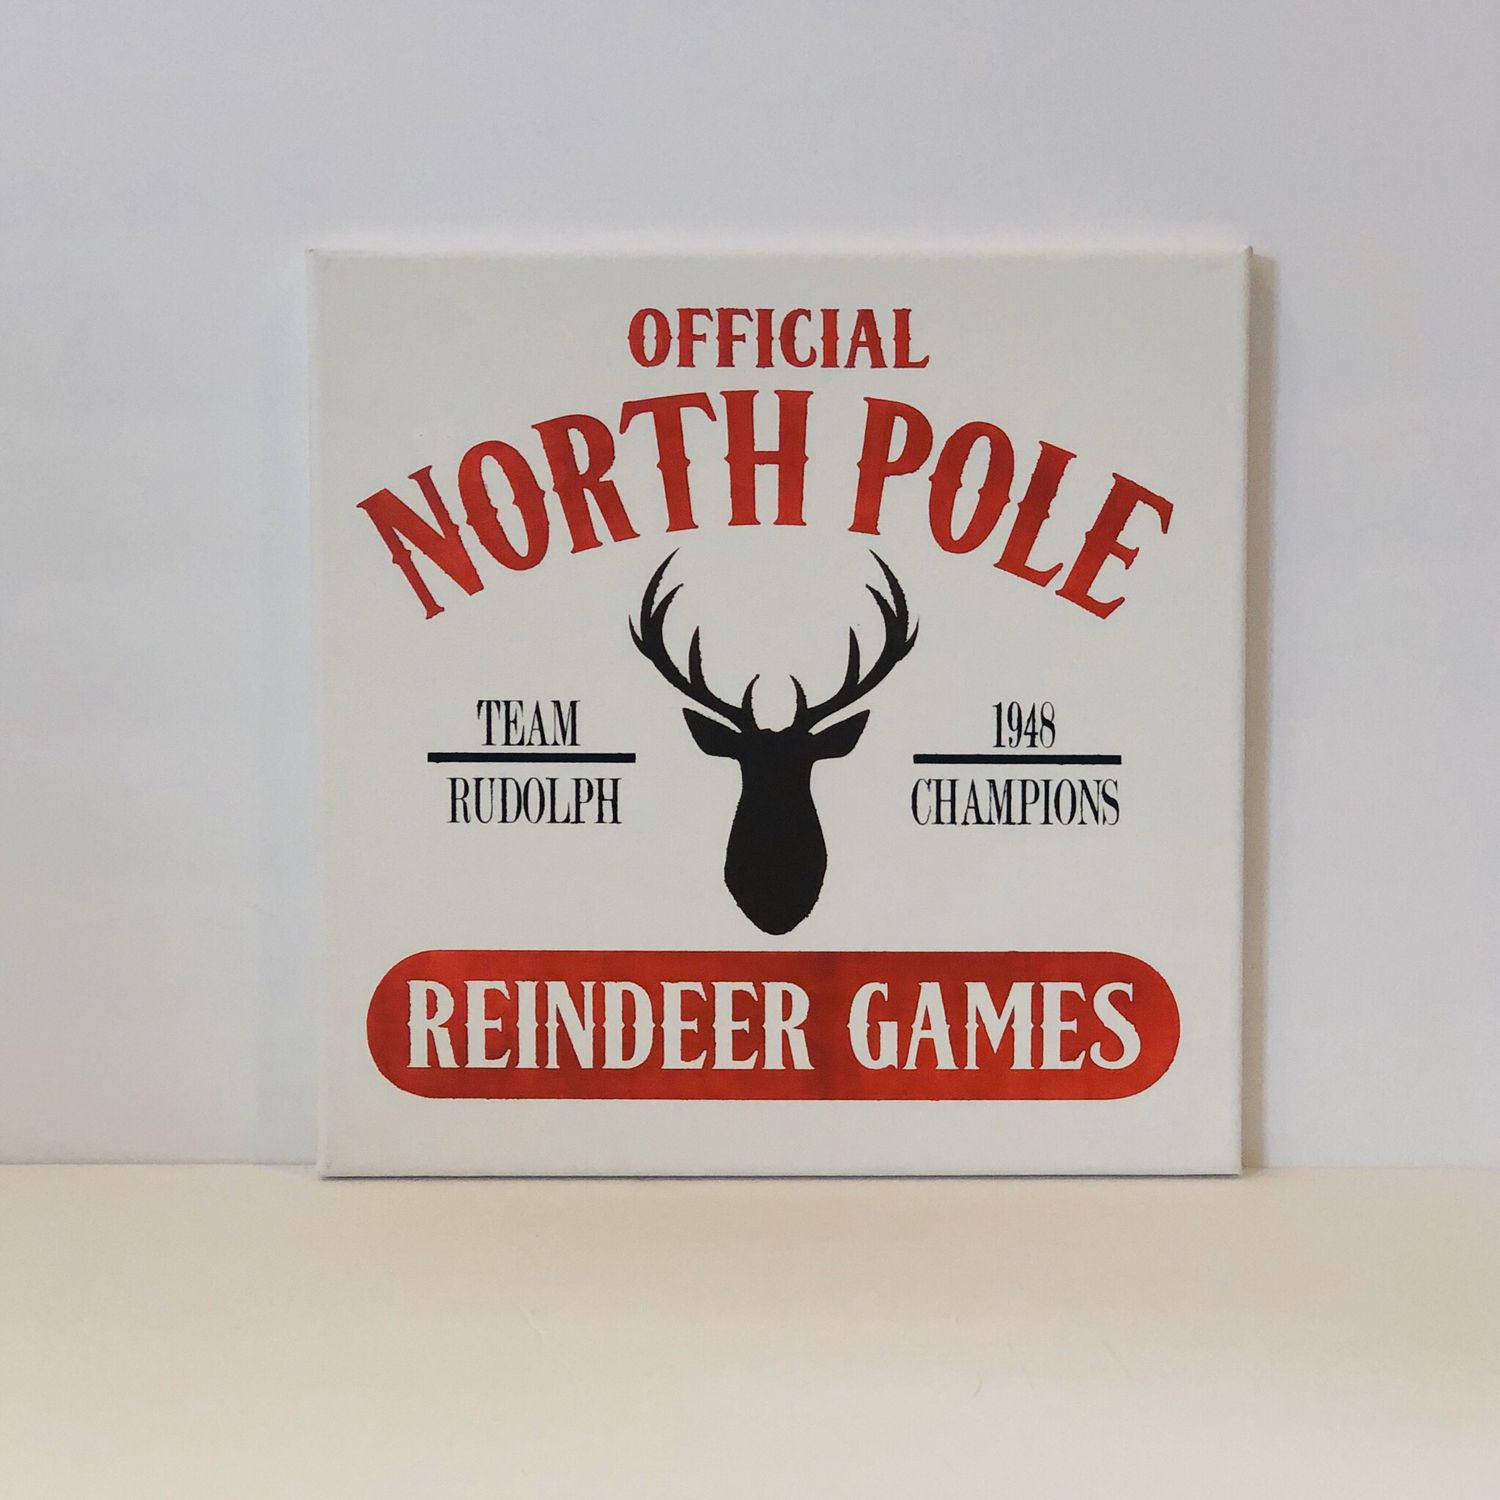 OFFICIAL
NORTH POLE
TEAM
RUDOLPH
1948
CHAMPIONS
REINDEER GAMES